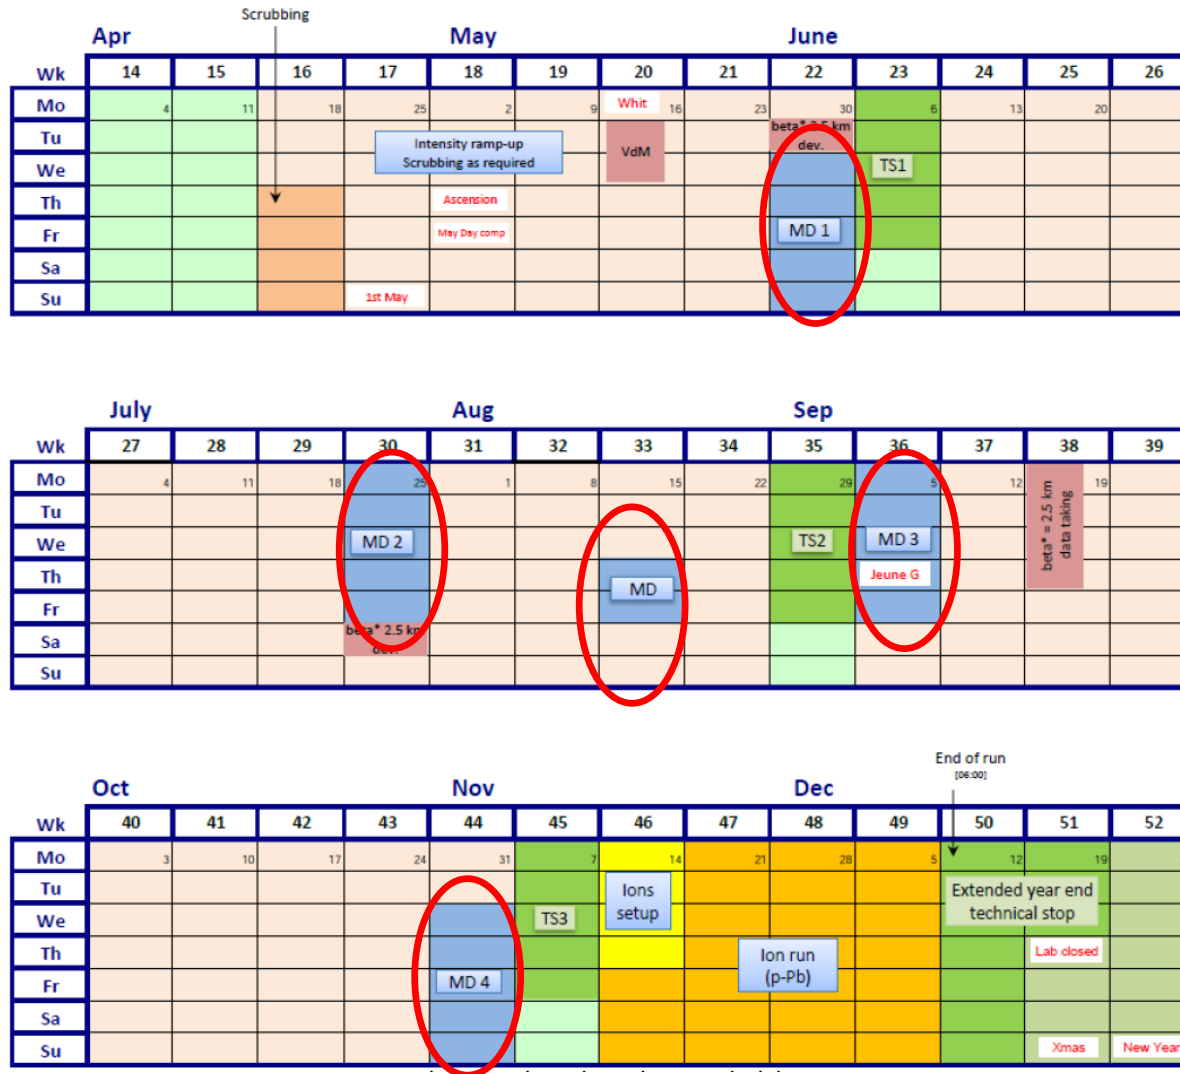 Scrubbing
Apr May June
Wk 14 15 16 17 18 19 20 21 22 23 24 25 26
Mo 4 11 18 25 2 9 Whit 16 23 30 6 13 20
Tu Intensity ramp-up beta* 2.5 km
Scrubbing as required VdM dev.
We TS1
Th Ascension
Fr May Day comp MD 1
Sa
Su 1st May
July Aug Sep
Wk 27 28 29 30 31 32 33 34 35 36 37 38 39
Mo 4 11 18 25 1 8 15 22 29 5 12 19
beta* = 2.5 km
data taking
Tu
We MD 2 TS2 MD 3
Th Jeune G
Fr MD
Sa beta* 2.5 km
dev.
Su
End of run
[06:00]
Oct Nov Dec
Wk 40 41 42 43 44 45 46 47 48 49 50 51 52
Mo 3 10 17 24 31 7 14 21 28 5 12 19
Tu Ions Extended year end
We TS3 setup technical stop
Th Ion run Lab closed
Fr MD 4 (p-Pb)
Sa
Su Xmas New Year